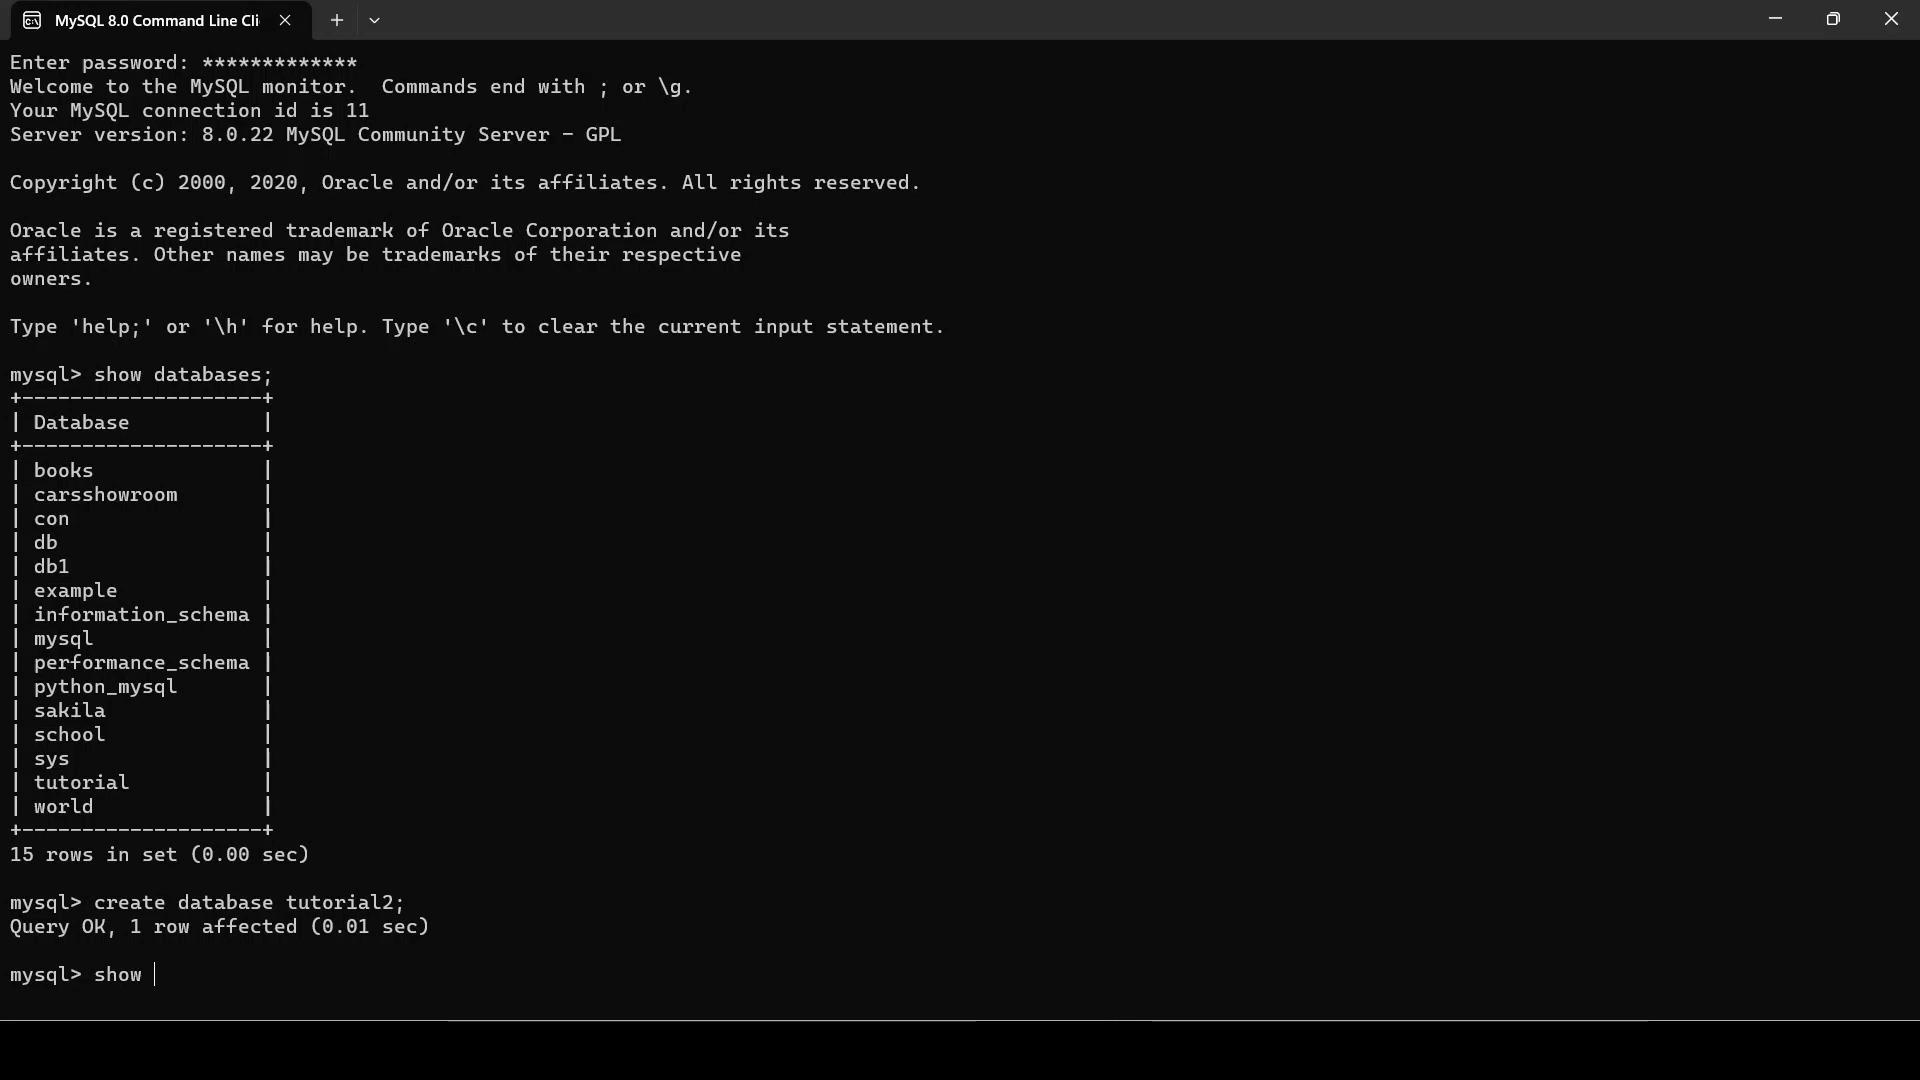 MySQL 8.0 Command Line Cli
Enter password: *************
Welcome to the MySQL monitor.  Commands end with ; or \g.
Your MySQL connection id is 11
Server version: 8.0.22 MySQL Community Server - GPL
Copyright (c) 2000, 2020, Oracle and/or its affiliates. All rights reserved.
Oracle is a registered trademark of Oracle Corporation and/or its
affiliates. Other names may be trademarks of their respective
owners.
Type 'help;' or '\h' for help. Type '\c' to clear the current input statement.
mysql> show databases;
+--------------------+
| Database           |
+--------------------+
| books              |
| carsshowroom       |
| con                |
| db                 |
| db1                |
| example            |
| information_schema |
| mysql              |
| performance_schema |
| python_mysql       |
| sakila             |
| school             |
| sys                |
| tutorial           |
| world              |
+--------------------+
15 rows in set (0.00 sec)
mysql> create database tutorial2;
Query OK, 1 row affected (0.01 sec)
mysql> show